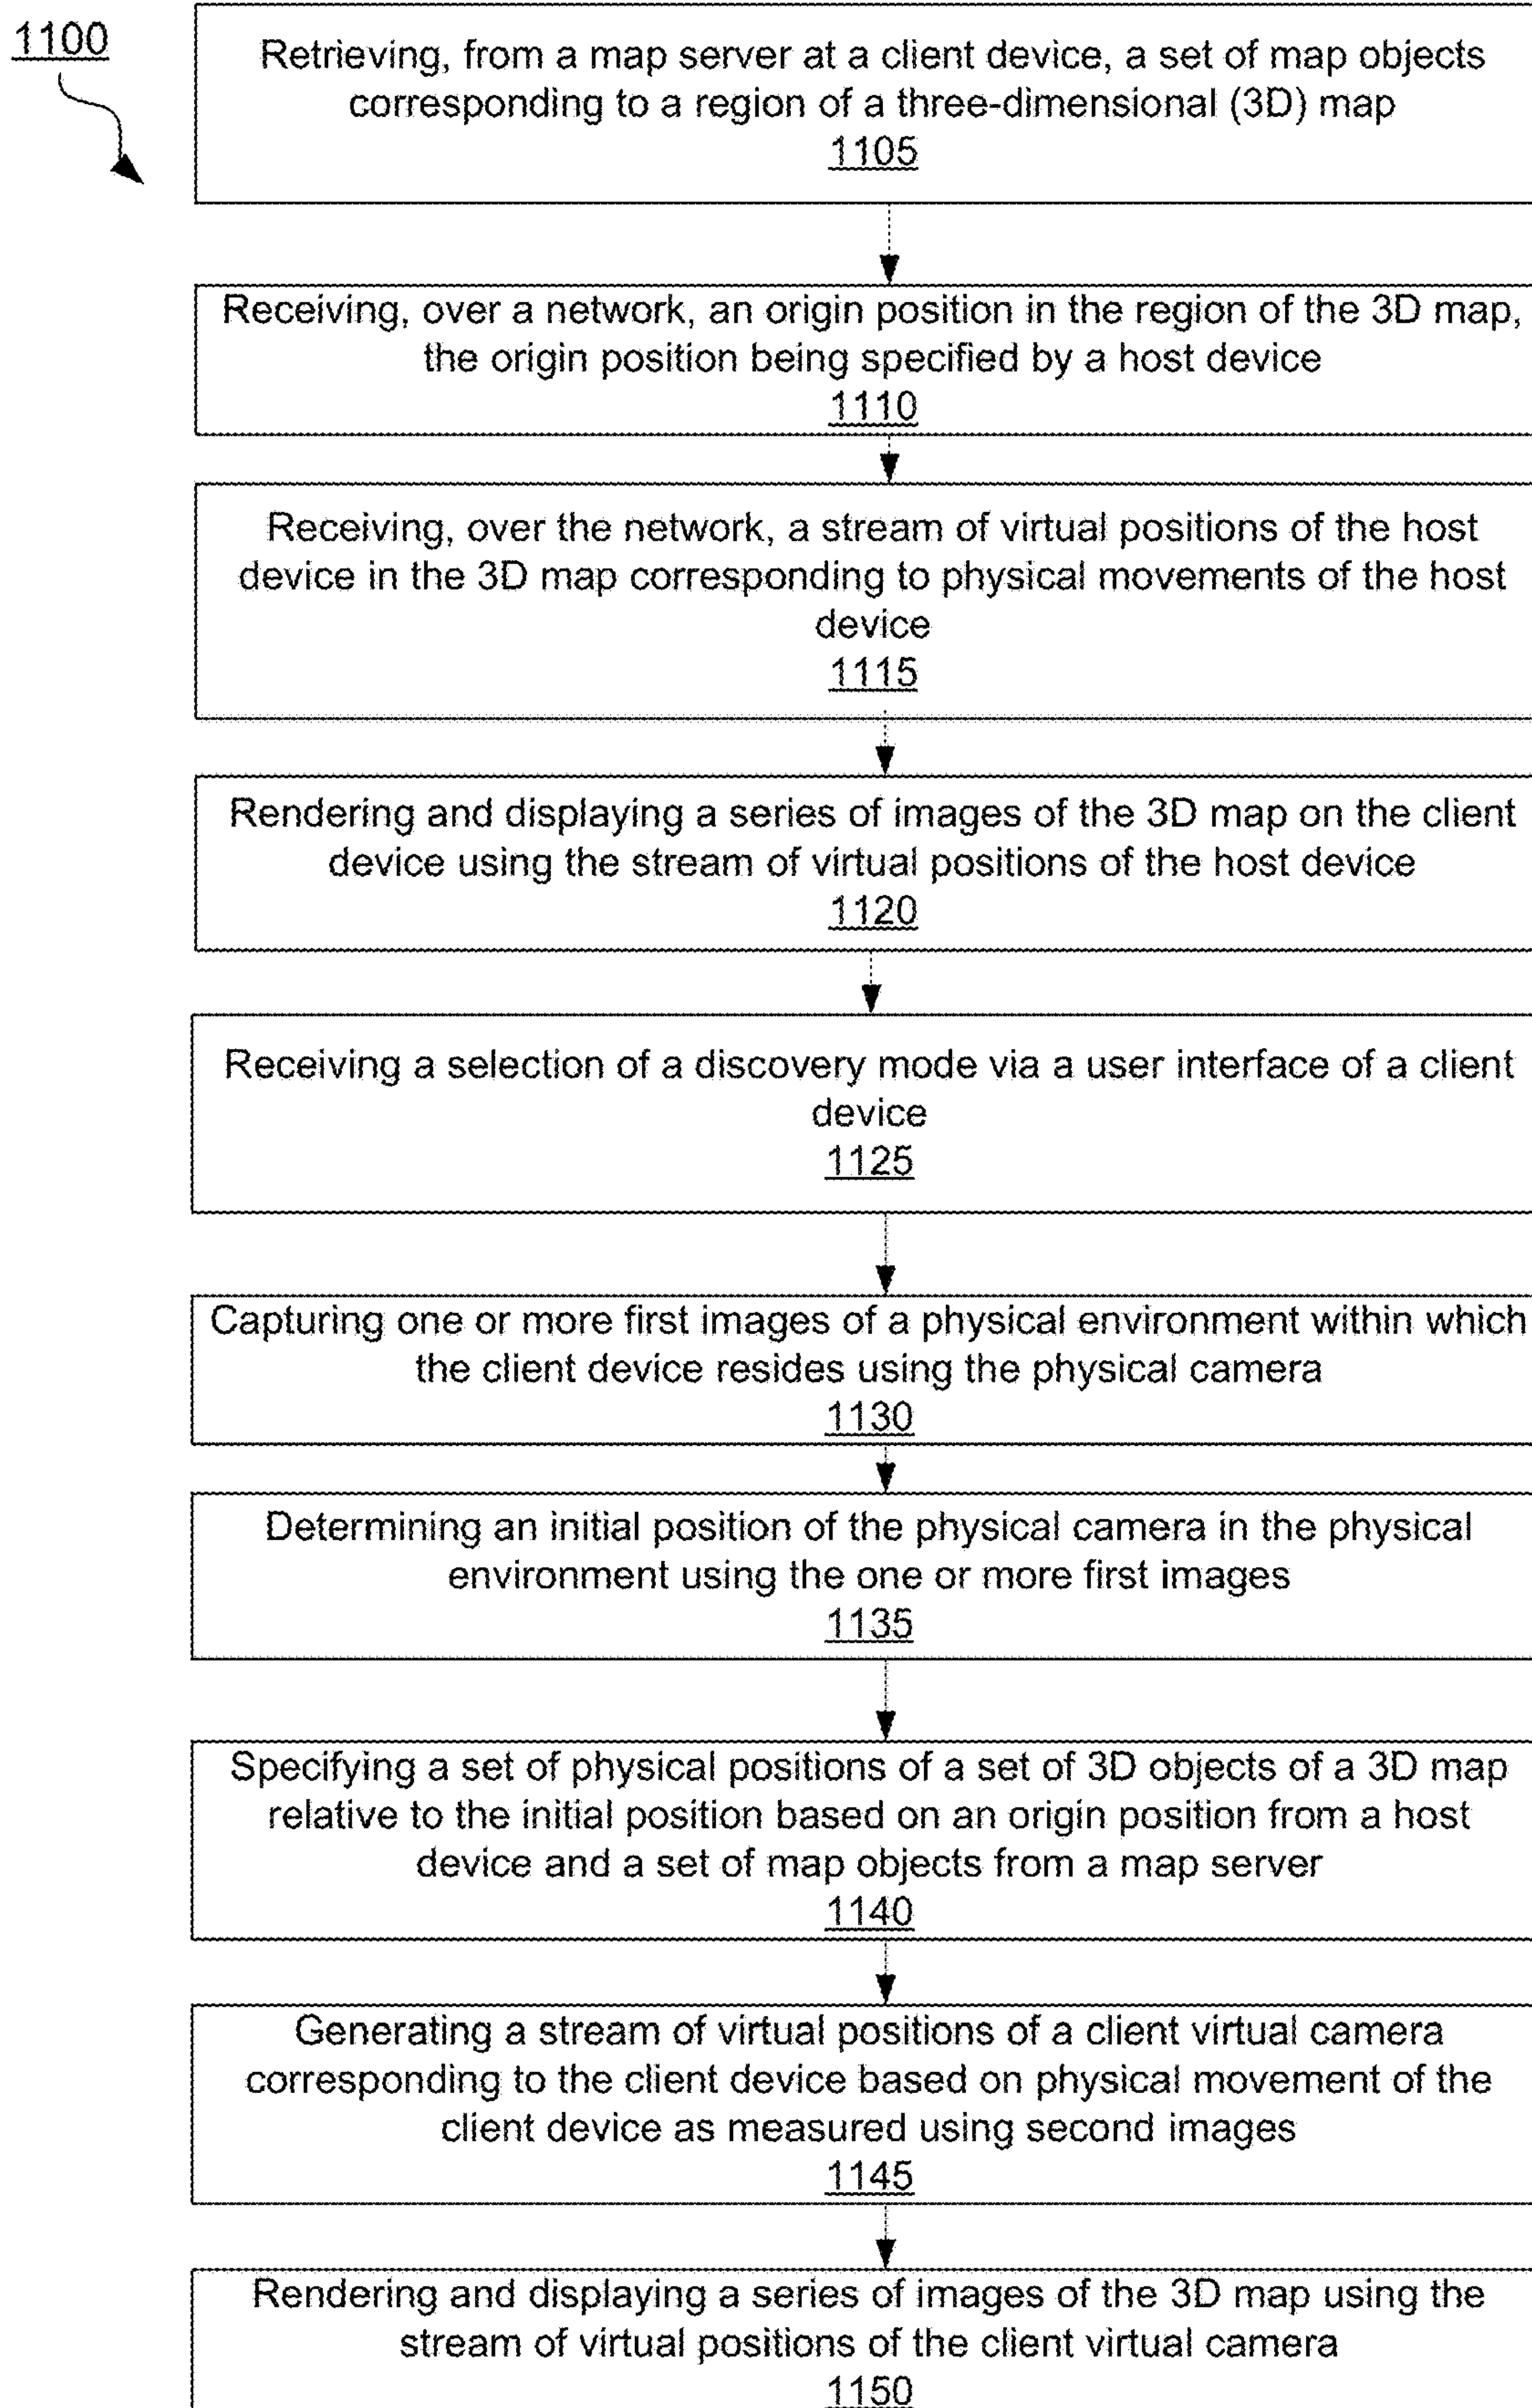 1100
Retrieving, from a map server at a client device, a set of map objects
corresponding to a region of a three-dimensional (3D) map
1105
Receiving, over a network, an origin position in the region of the 3D map,
the origin position being specified by a host device
1110
Receiving, over the network, a stream of virtual positions of the host
device in the 3D map corresponding to physical movements of the host
device
1115
Rendering and displaying a series of images of the 3D map on the client
device using the stream of virtual positions of the host device
1120
Receiving a selection of a discovery mode via a user interface of a client
device
1125
Capturing one or more first images of a physical environment within which
the client device resides using the physical camera
1130
Determining an initial position of the physical camera in the physical
environment using the one or more first images
1135
Specifying a set of physical positions of a set of 3D objects of a 3D map
relative to the initial position based on an origin position from a host
device and a set of map objects from a map server
1140
Generating a stream of virtual positions of a client virtual camera
corresponding to the client device based on physical movement of the
client device as measured using second images
1145
Rendering and displaying a series of images of the 3D map using the
stream of virtual positions of the client virtual camera
1150